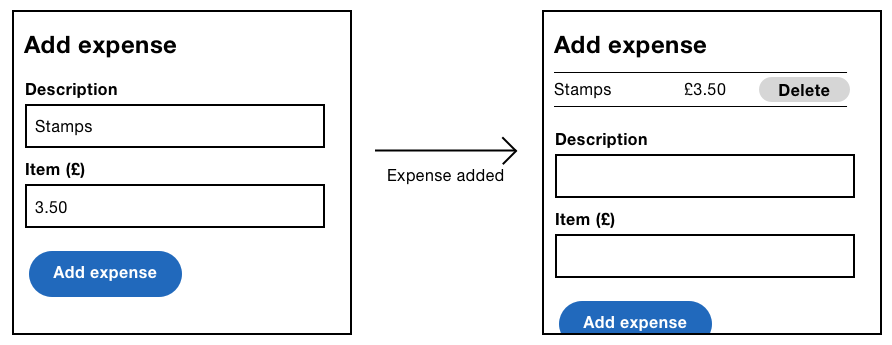 Add expense
Description
Stamps
Item (£)
3.50
Add expense
Expense added
Add expense
Stamps £3.50 Delete
Description
Item (£)
Add expense